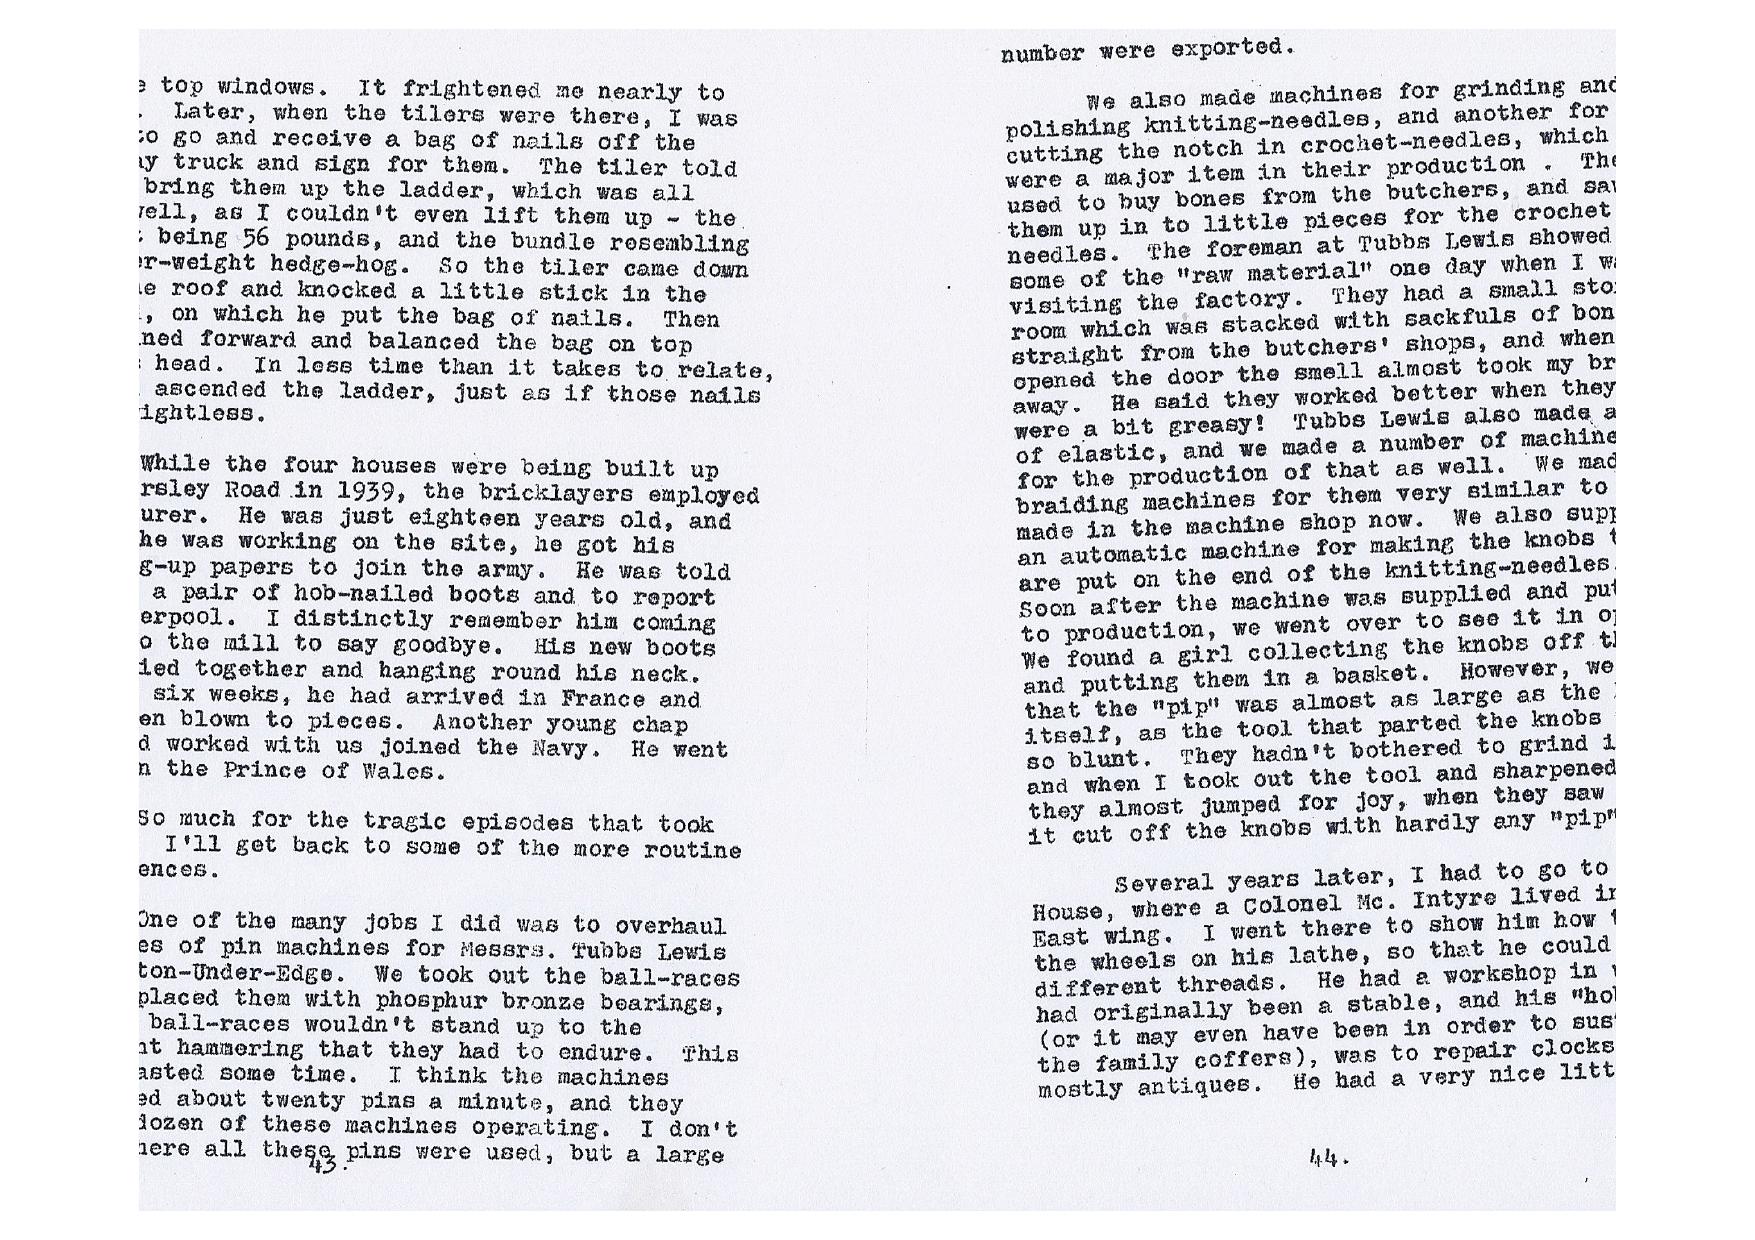 top windows. It frightened me nearly to
. Later, when the tilers were there, I was
to go and receive a bag of nails off the
truck and sign for them. The tiler told
bring them up the ladder, which was all
well, as I couldn't even lift them up - the
being 56 pounds, and the bundle resembling
er-weight hedge-hog. So the tiler came down
e roof and knocked a little stick in the
, on which he put the bag of nails. Then
ned forward and balanced the bag on top
head. In less time than it takes to relate,
ascended the ladder, just as if those nails
ightless.
While the four houses were being built up
rsley Road in 1939, the bricklayers employed
urer. He was just eighteen years old, and
he was working on the site, he got his
g-up papers to join the army. He was told
a pair of hob-nailed boots and to report
erpool. I distinctly remember him coming
o the mill to say goodbye. His new boots
ied together and hanging round his neck.
six weeks, he had arrived in France and
en blown to pieces. Another young chap
d worked with us joined the Navy. He went
n the Prince of Wales.
So much for the tragic episodes that took
I'll get back to some of the more routine
ences.
One of the many jobs I did was to overhaul
es of pin machines for Messrs. Tubbs Lewis
ton-Under-Edge. We took out the ball-races
placed them with phosphur bronze bearings,
ball-races wouldn't stand up to the
nt hammering that they had to endure. This
asted some time. I think the machines
ed about twenty pins a minute, and they
dozen of these machines operating. I don't
here all these pins were used, but a large
43.
number were exported.
We also made machines for grinding and
polishing knitting-needles, and another for
cutting the notch in crochet-needles, which
were a major item in their production . The
used to buy bones from the butchers, and saw
them up in to little pieces for the crochet
needles. The foreman at Tubbs Lewis showed
some of the "raw material" one day when I wa
visiting the factory. They had a small sto
room which was stacked with sackfuls of bon
straight from the butchers' shops, and when
opened the door the smell almost took my br
away. He said they worked better when they
were a bit greasy! Tubbs Lewis also made a
of elastic, and we made a number of machine
for the production of that as well. We mad
braiding machines for them very similar to
made in the machine shop now. We also supp
an automatic machine for making the knobs t
are put on the end of the knitting-needles.
Soon after the machine was supplied and put
to production, we went over to see it in op
We found a girl collecting the knobs off th
and putting them in a basket. However, we
that the "pip" was almost as large as the
itself, as the tool that parted the knobs
so blunt. They hadn't bothered to grind i
and when I took out the tool and sharpened
they almost jumped for joy, when they saw
it cut off the knobs with hardly any "pip"
Several years later, I had to go to
House, where a Colonel Mc. Intyre lived in
East wing. I went there to show him how t
the wheels on his lathe, so that he could
different threads. He had a workshop in w
had originally been a stable, and his "hob
(or it may even have been in order to sus
the family coffers), was to repair clocks
mostly antiques. He had a very nice litt
44.